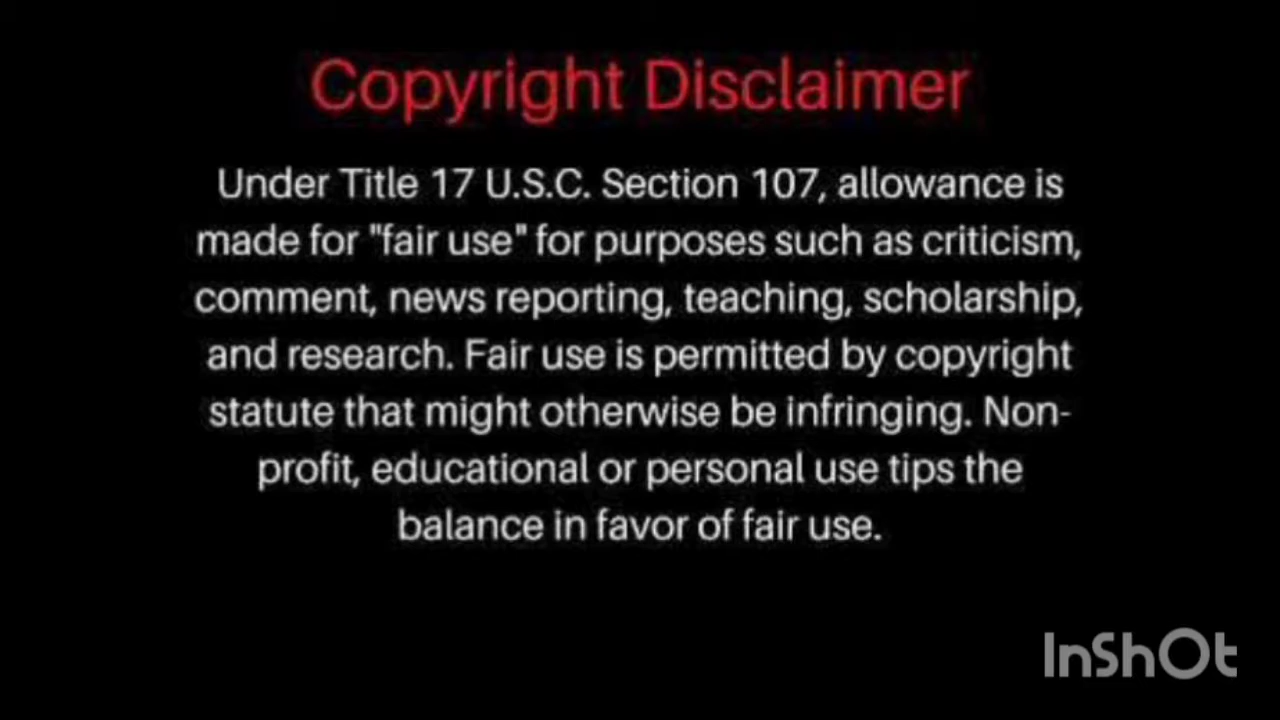 Copyright Disclaimer
Under Title 17 U.S.C. Section 107, allowance is
made for "fair use" for purposes such as criticism,
comment, news reporting, teaching, scholarship,
and research. Fair use is permitted by copyright
statute that might otherwise be infringing. Non-
profit, educational or personal use tips the
balance in favor of fair use.
InShOt